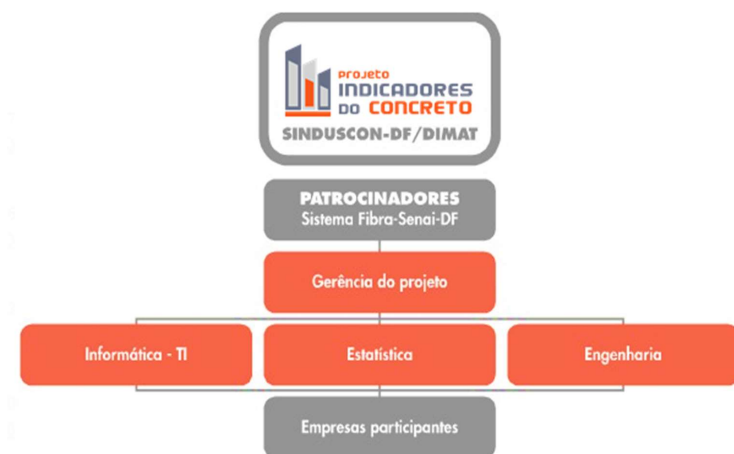 PROJETO
INDICADORES
DO CONCRETO
SINDUSCON-DF/DIMAT
PATROCINADORES
Sistema Fibra-Senai-DF
Gerência do projeto
Informática - TI
Estatística
Engenharia
Empresas participantes